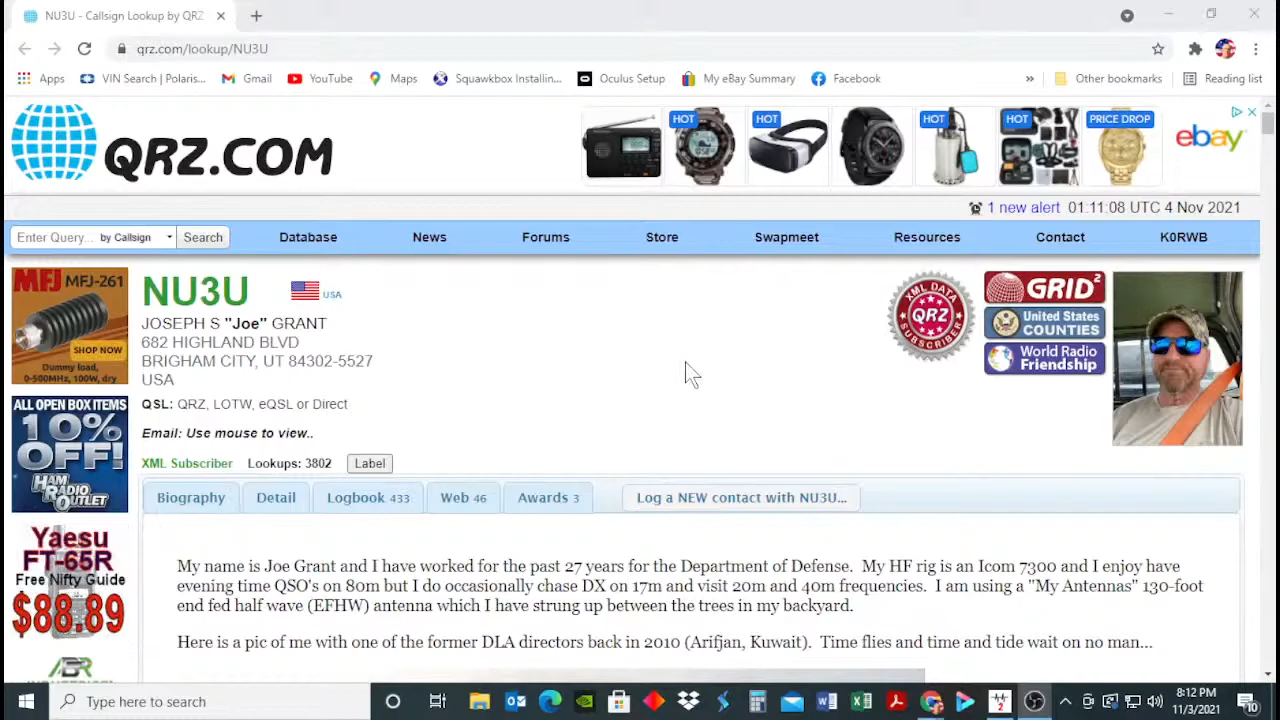 NU3U - Callsign Lookup by QRZ
qrz.com/lookup/NU3U
Apps
VIN Search | Polaris...
Gmail
YouTube
Maps
Squawkbox Installin...
Oculus Setup
My eBay Summary
Facebook
»
Other bookmarks
Reading list
QRZ.COM
HOT
HOT
HOT
HOT
PRICE DROP
ebay
1 new alert 01:11:08 UTC 4 Nov 2021
Enter Query... by Callsign
Search
Database
News
Forums
Store
Swapmeet
Resources
Contact
K0RWB
MFJ MFJ-261
SHOP NOW
Dummy load,
0-500MHz, 100W, dry
NU3U
USA
JOSEPH S "Joe" GRANT
682 HIGHLAND BLVD
BRIGHAM CITY, UT 84302-5527
USA
QSL: QRZ, LOTW, eQSL or Direct
Email: Use mouse to view..
XML Subscriber Lookups: 3802 Label
XML DATA
QRZ
SUBSCRIBER
GRID²
United States
COUNTIES
World Radio
Friendship
ALL OPEN BOX ITEMS
10%
OFF!
HAM RADIO OUTLET
Biography
Detail
Logbook 433
Web 46
Awards 3
Log a NEW contact with NU3U...
Yaesu
FT-65R
Free Nifty Guide
$88.89
ABR
My name is Joe Grant and I have worked for the past 27 years for the Department of Defense. My HF rig is an Icom 7300 and I enjoy have
evening time QSO's on 80m but I do occasionally chase DX on 17m and visit 20m and 40m frequencies. I am using a "My Antennas" 130-foot
end fed half wave (EFHW) antenna which I have strung up between the trees in my backyard.
Here is a pic of me with one of the former DLA directors back in 2010 (Arifjan, Kuwait). Time flies and time and tide wait on no man...
Type here to search
8:12 PM
11/3/2021
10